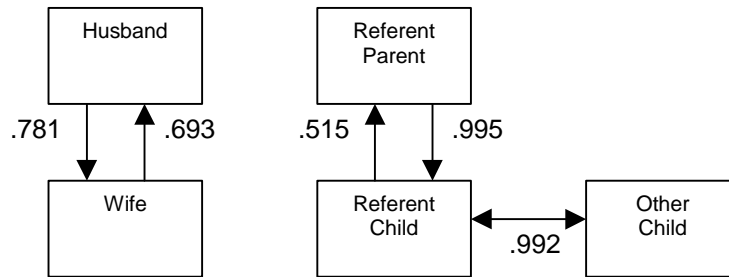 Husband
Referent
Parent
.781
.693
.515
.995
Wife
Referent
Child
Other
Child
.992